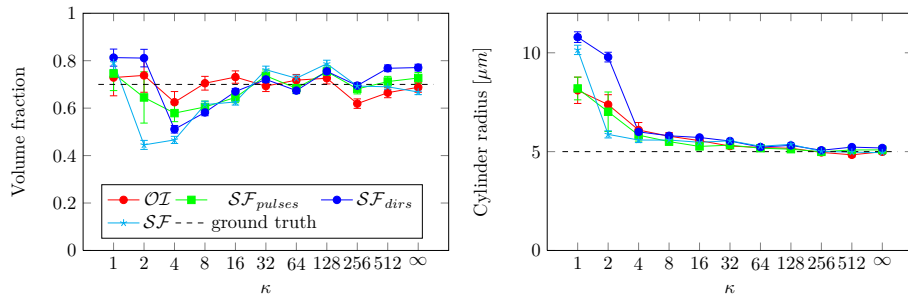 1
0.8
0.6
0.4
0.2
0
Volume fraction
OI SF_pulses SF_dirs
SF ground truth
1 2 4 8 16 32 64 128 256 512 ∞
κ
10
5
0
Cylinder radius [μm]
1 2 4 8 16 32 64 128 256 512 ∞
κ